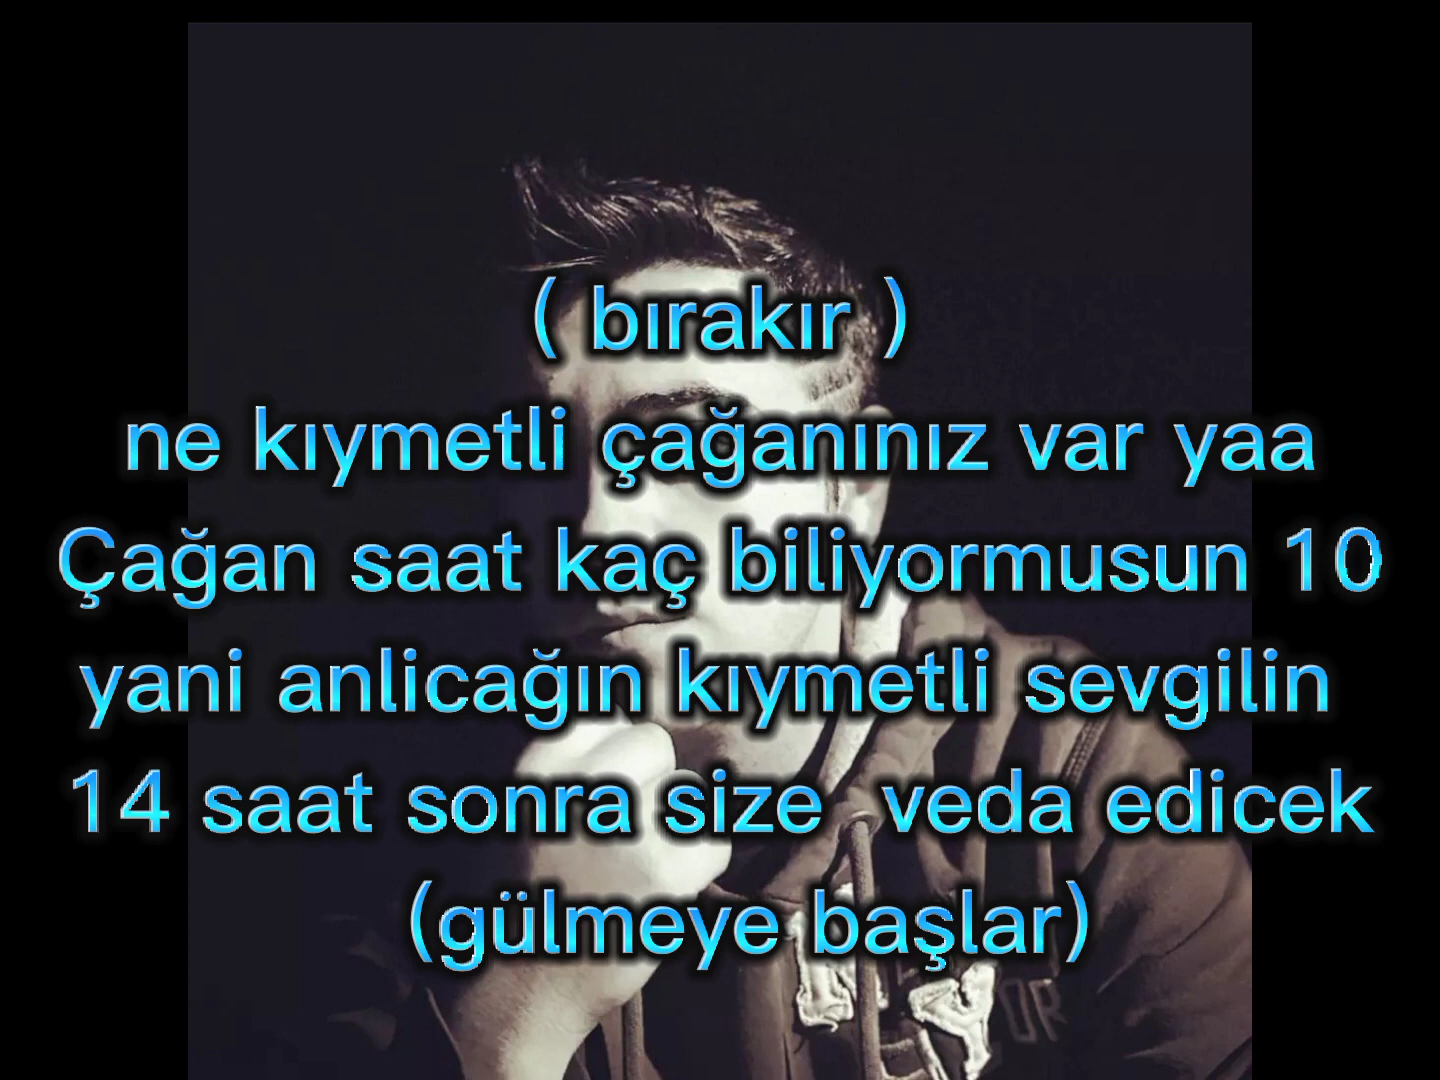 ( bırakır )
ne kıymetli çağanınız var yaa
Çağan saat kaç biliyormusun 10
yani anlicağın kıymetli sevgilin
14 saat sonra size veda edicek
(gülmeye başlar)
OR